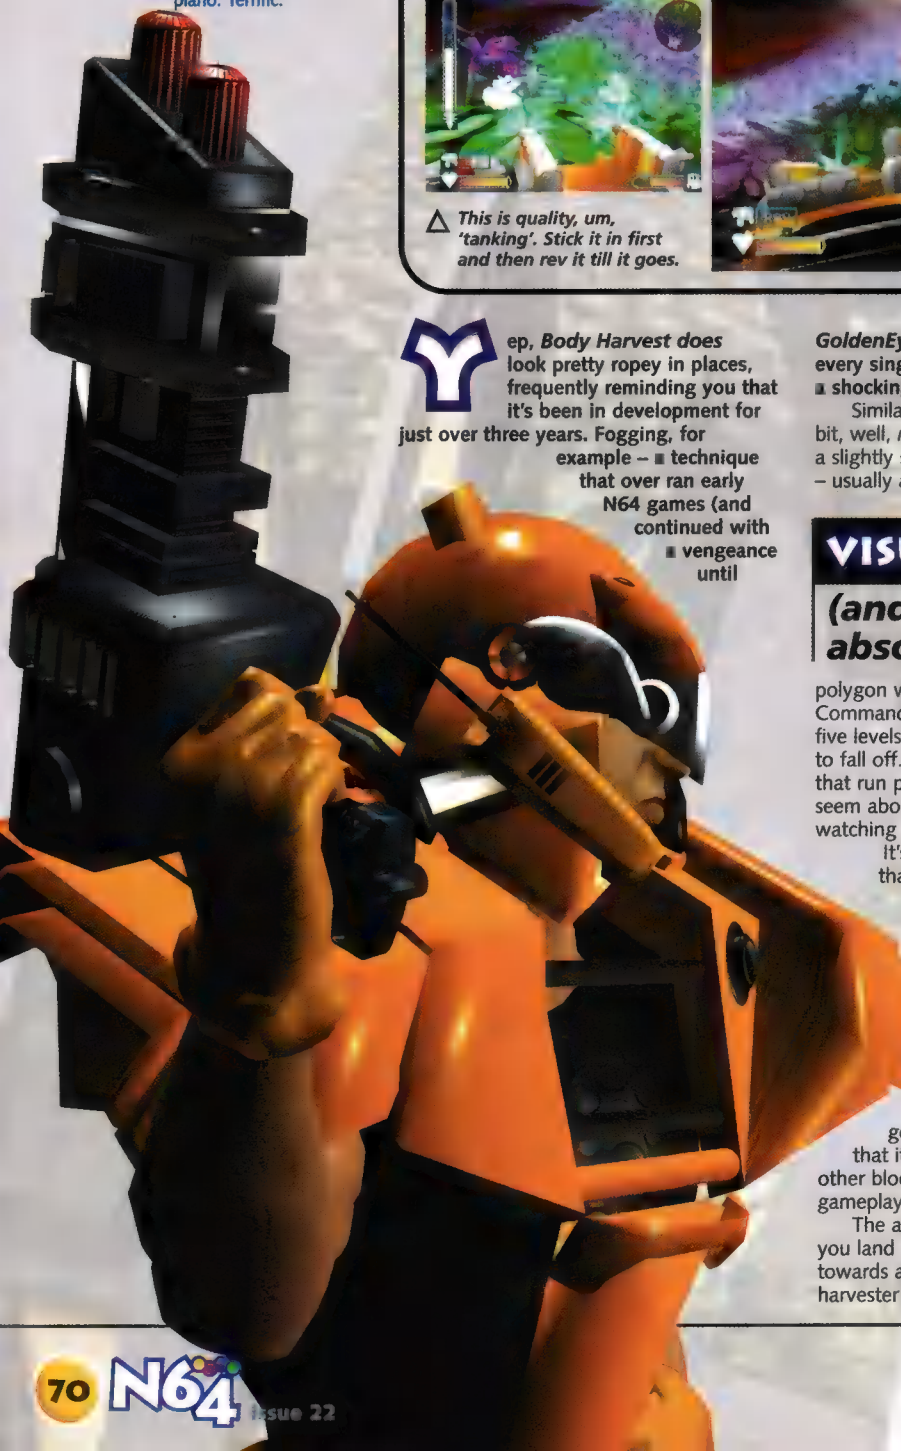 piano. Terrific.
This is quality, um,
'tanking'. Stick it in first
and then rev it till it goes.
Yep, Body Harvest does
look pretty ropey in places,
frequently reminding you that
it's been in development for
just over three years. Fogging, for
example – a technique
that over ran early
N64 games (and
continued with
a vengeance
until
GoldenEy
every sing
a shockin
Simila
bit, well,
a slightly
– usually a
VISU
(and
abso
polygon w
Command
five levels
to fall off.
that run p
seem abou
watching
It's
tha
ge
that i
other bloo
gameplay
The a
you land
towards a
harvester
70 N64 issue 22